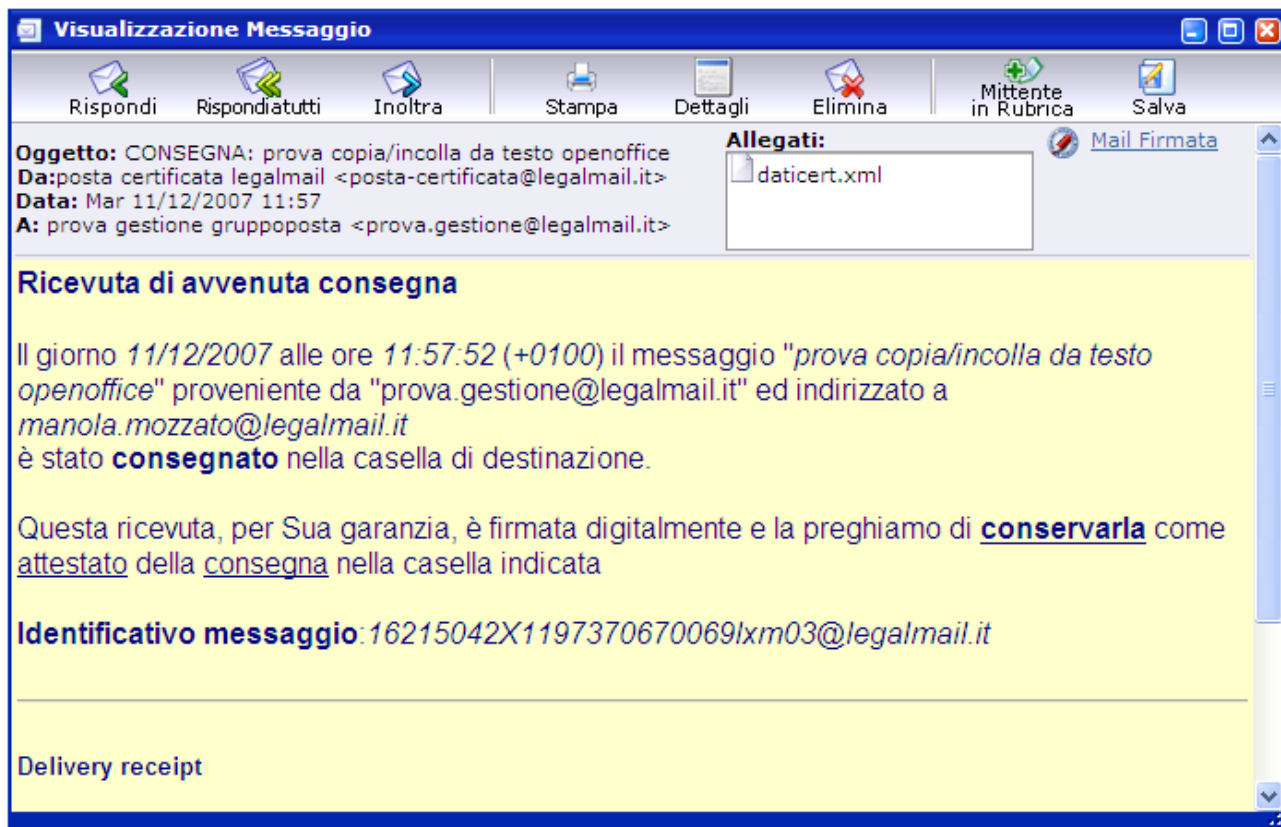 Visualizzazione Messaggio
Rispondi Rispondiatutti Inoltra Stampa Dettagli Elimina Mittente in Rubrica Salva
Oggetto: CONSEGNA: prova copia/incolla da testo openoffice
Da:posta certificata legalmail <posta-certificata@legalmail.it>
Data: Mar 11/12/2007 11:57
A: prova gestione gruppoposta <prova.gestione@legalmail.it>
Allegati:
daticert.xml
Mail Firmata
Ricevuta di avvenuta consegna
Il giorno 11/12/2007 alle ore 11:57:52 (+0100) il messaggio "prova copia/incolla da testo
openoffice" proveniente da "prova.gestione@legalmail.it" ed indirizzato a
manola.mozzato@legalmail.it
è stato consegnato nella casella di destinazione.
Questa ricevuta, per Sua garanzia, è firmata digitalmente e la preghiamo di conservarla come
attestato della consegna nella casella indicata
Identificativo messaggio:16215042X1197370670069lxm03@legalmail.it
Delivery receipt